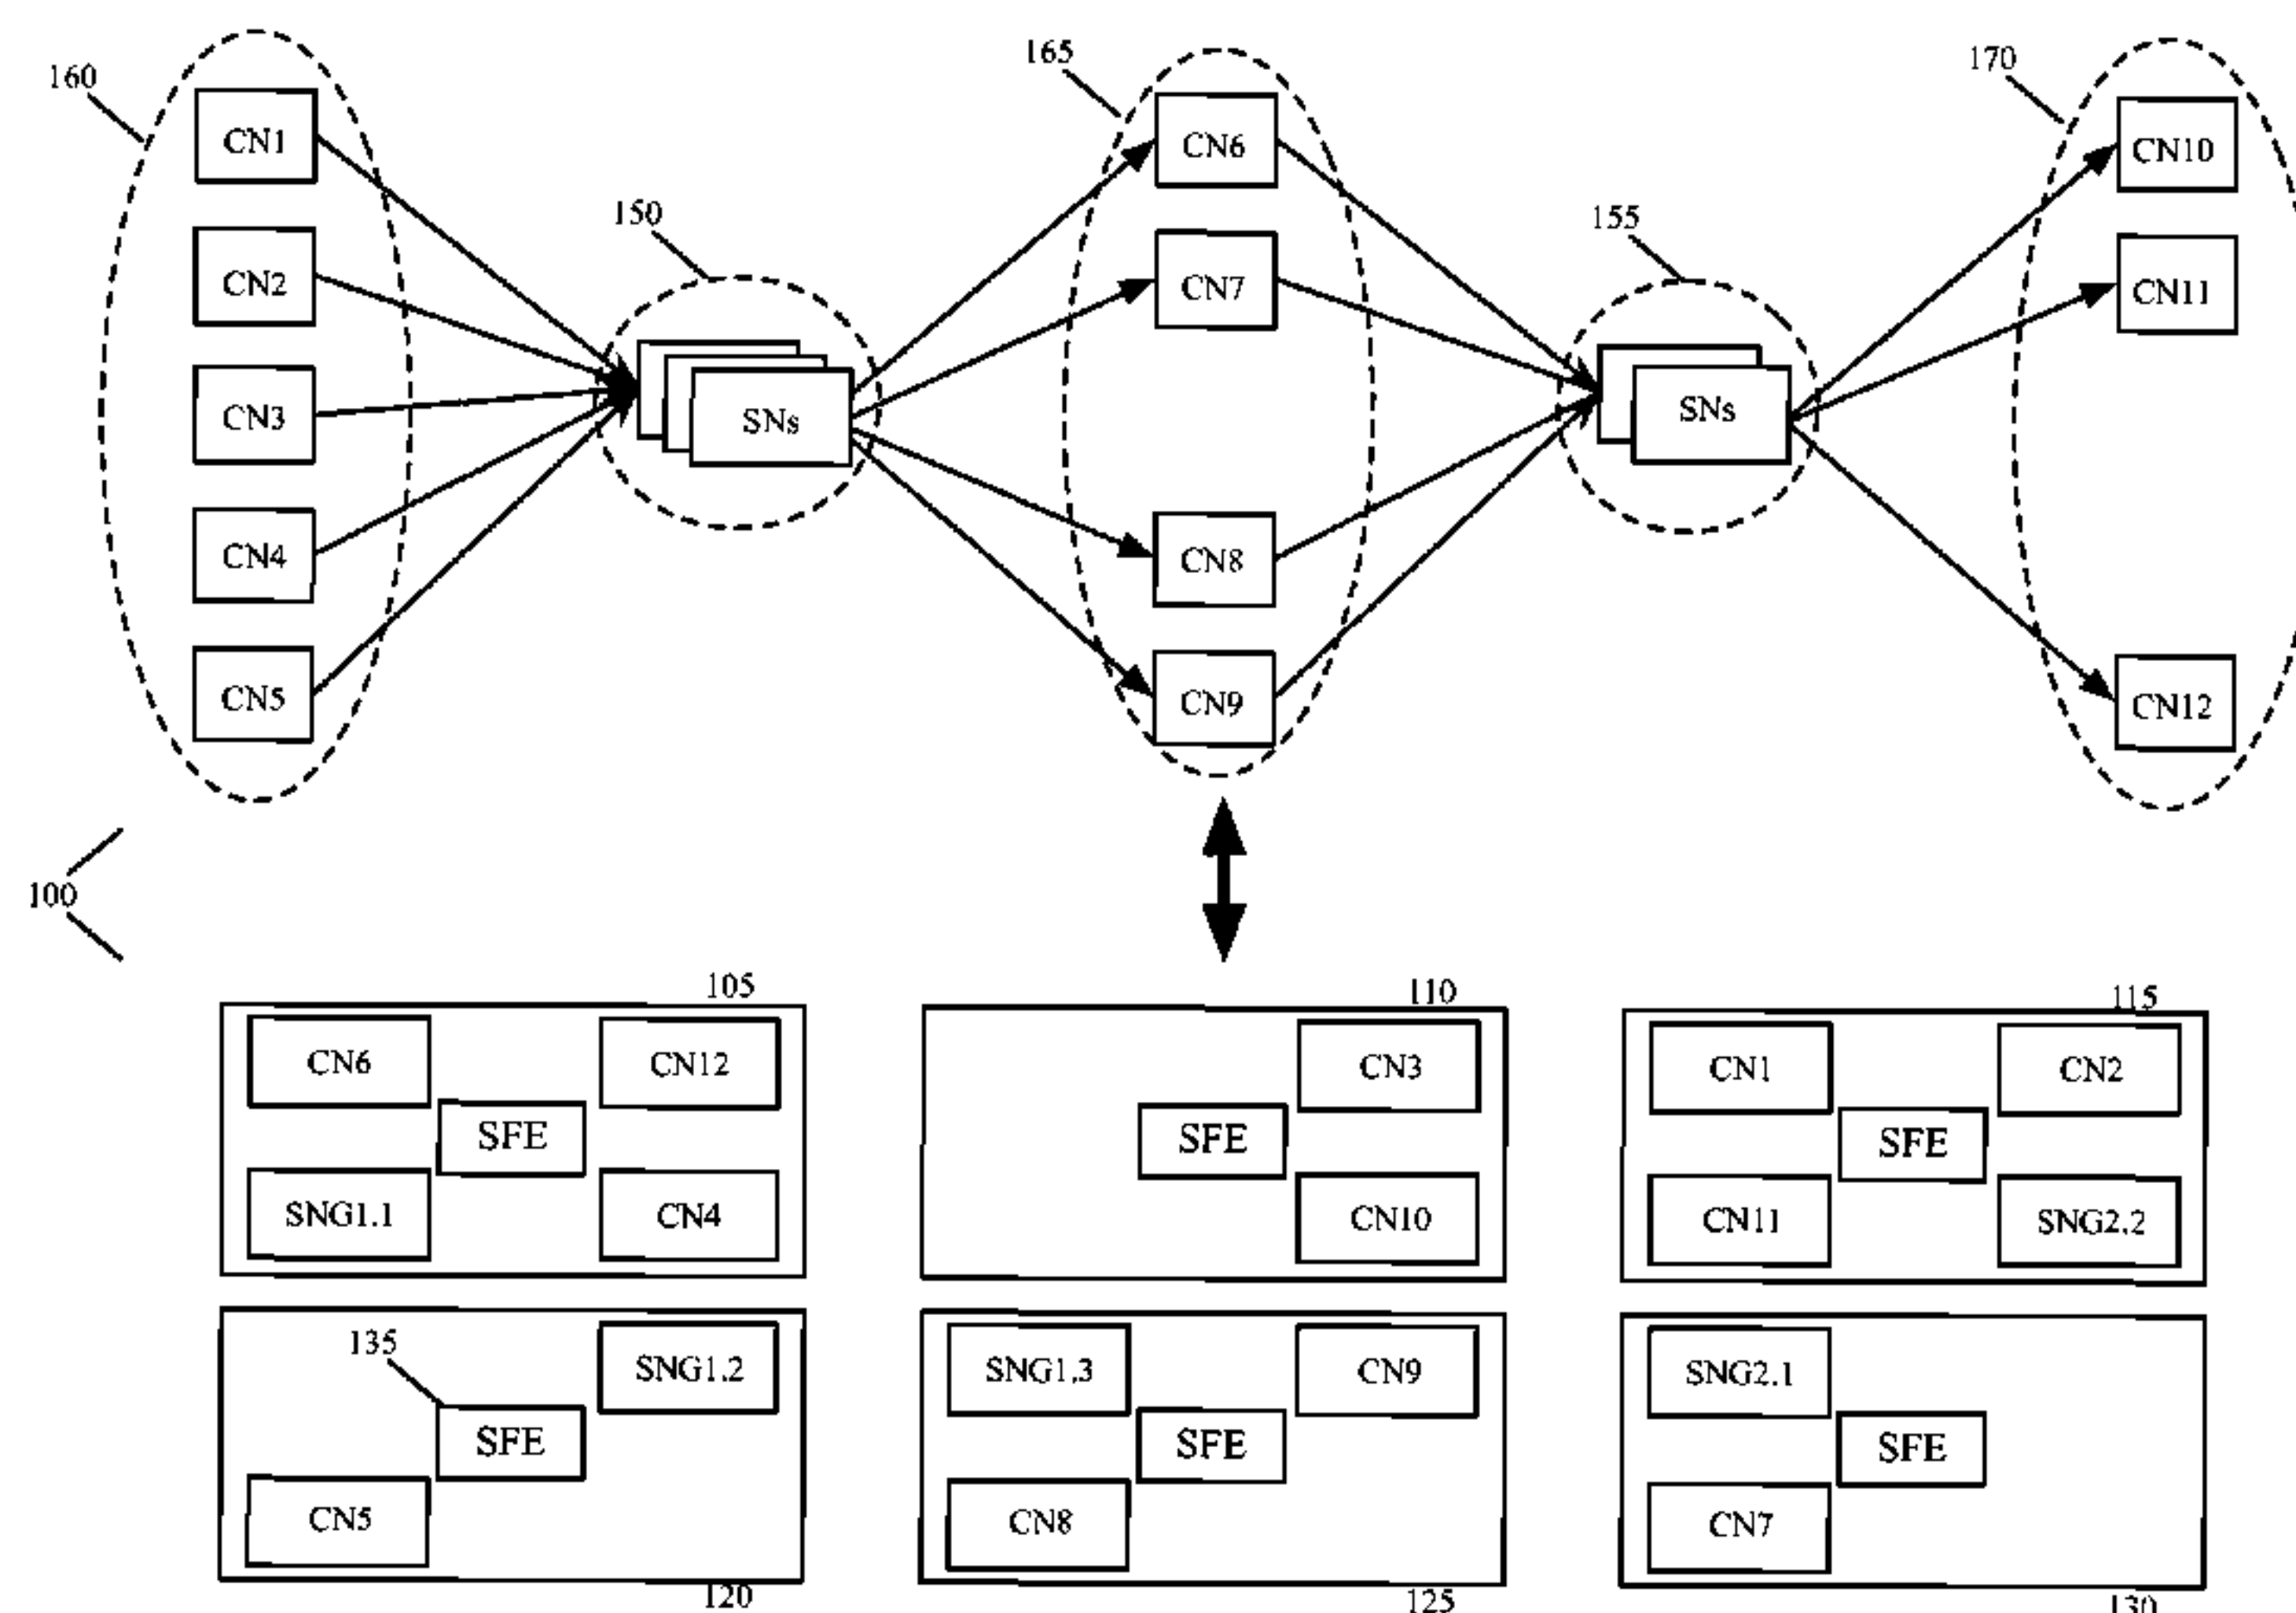 160
165
170
CN1
CN6
CN10
150
155
CN2
CN7
CN11
CN3
SNs
SNs
CN4
CN8
CN5
CN9
CN12
100
105
110
115
CN6
CN12
SFE
SNG1.1
CN4
CN3
SFE
CN10
CN1
CN2
SFE
CN11
SNG2.2
135
SNG1.2
SFE
CN5
SNG1.3
CN9
SFE
CN8
SNG2.1
SFE
CN7
120
125
130